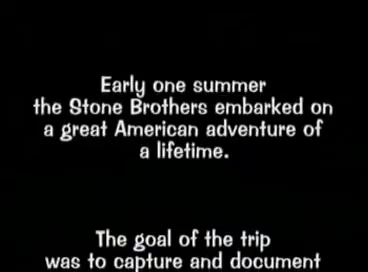 Early one summer
the Stone Brothers embarked on
a great American adventure of
a lifetime.
The goal of the trip
was to capture and document